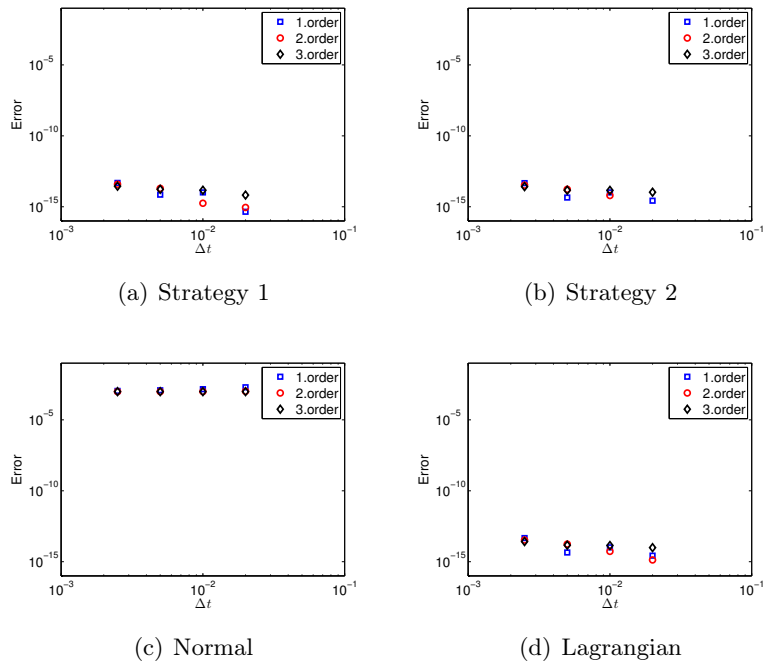 1.order
2.order
3.order
Error
10⁻⁵
10⁻¹⁰
10⁻¹⁵
10⁻³
10⁻²
10⁻¹
Δt
(a) Strategy 1
1.order
2.order
3.order
Error
10⁻⁵
10⁻¹⁰
10⁻¹⁵
10⁻³
10⁻²
10⁻¹
Δt
(b) Strategy 2
1.order
2.order
3.order
Error
10⁻⁵
10⁻¹⁰
10⁻¹⁵
10⁻³
10⁻²
10⁻¹
Δt
(c) Normal
1.order
2.order
3.order
Error
10⁻⁵
10⁻¹⁰
10⁻¹⁵
10⁻³
10⁻²
10⁻¹
Δt
(d) Lagrangian